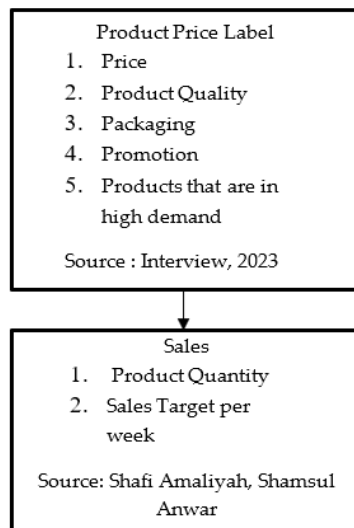 Product Price Label
1. Price
2. Product Quality
3. Packaging
4. Promotion
5. Products that are in
high demand
Source : Interview, 2023
Sales
1. Product Quantity
2. Sales Target per
week
Source: Shafi Amaliyah, Shamsul
Anwar